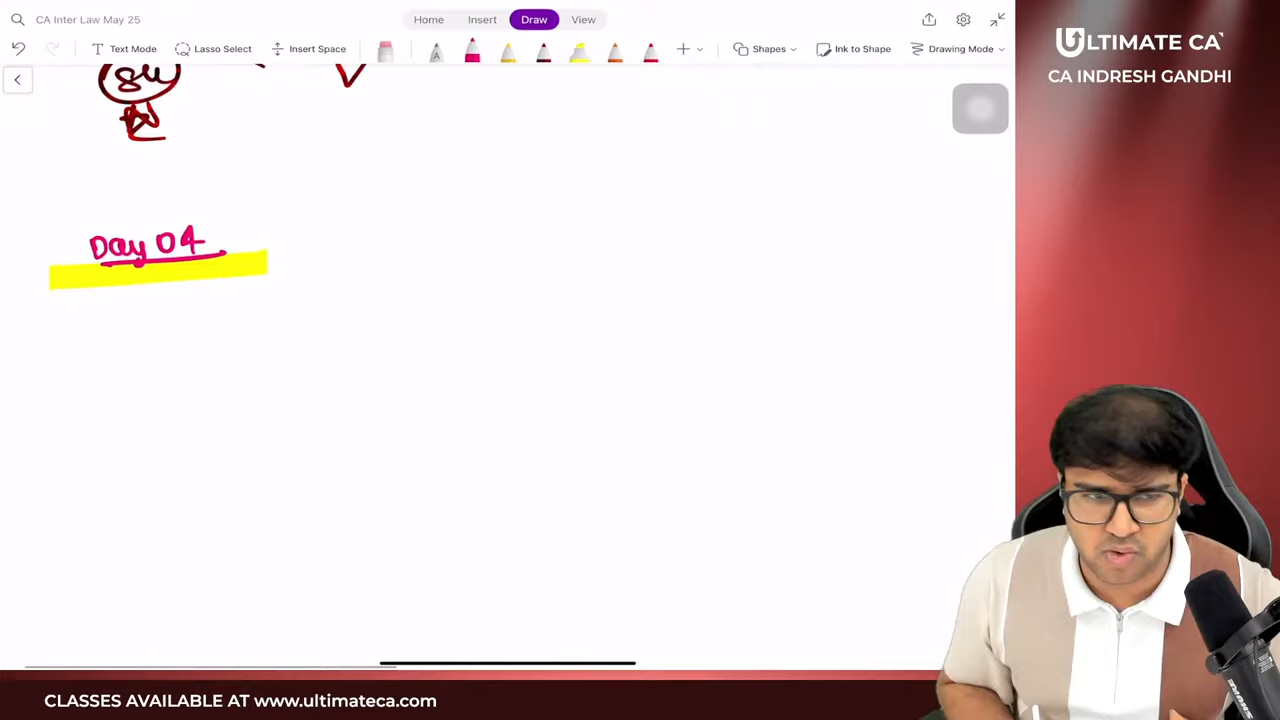 CA Inter Law May 25
Home Insert Draw View
Text Mode Lasso Select Insert Space Shapes Ink to Shape Drawing Mode
ULTIMATE CA
CA INDRESH GANDHI
Day 04
SHURE
CLASSES AVAILABLE AT www.ultimateca.com